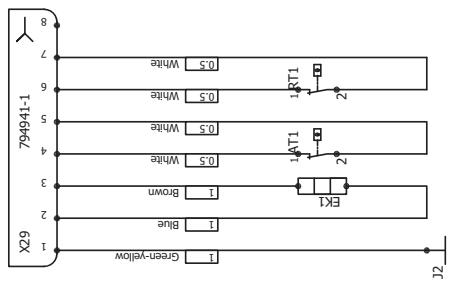 8
7
White
0.5
6
White
0.5
1
RT1
2
5
794941-1
4
White
0.5
White
0.5
1
AT1
2
3
Brown
1
EK1
2
Blue
1
X29
1
Green-yellow
1
J2